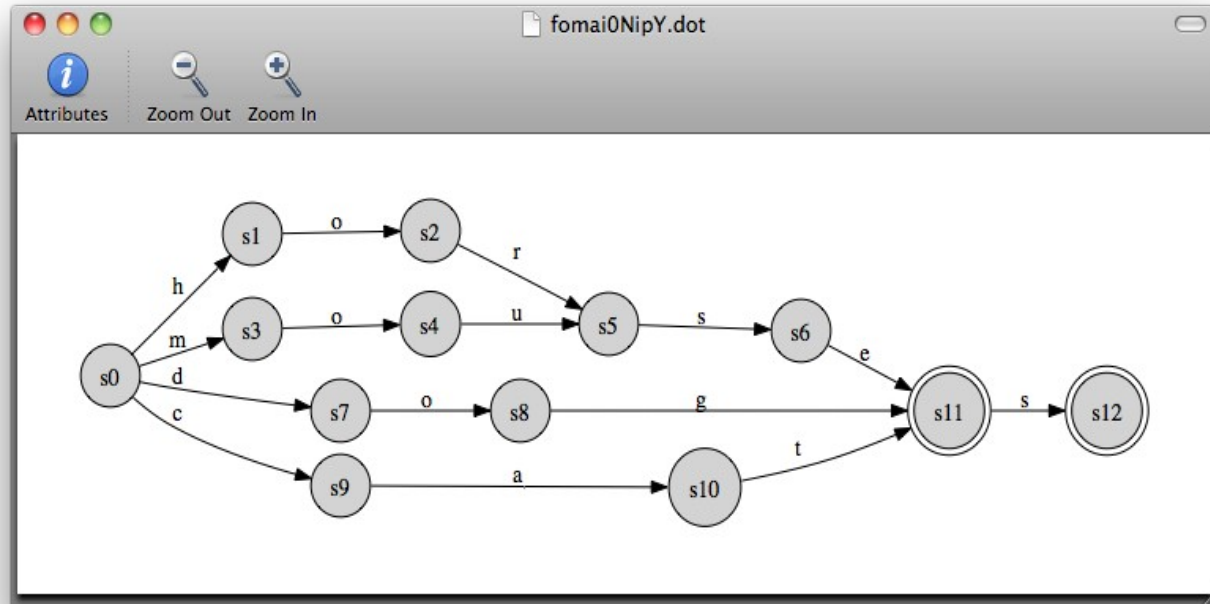 fomai0NipY.dot
Attributes Zoom Out Zoom In
s1 o s2
r
h
s3 o s4 u s5 s s6
m
e
s0
d
c
s7 o s8 g s11 s s12
t
s9 a s10